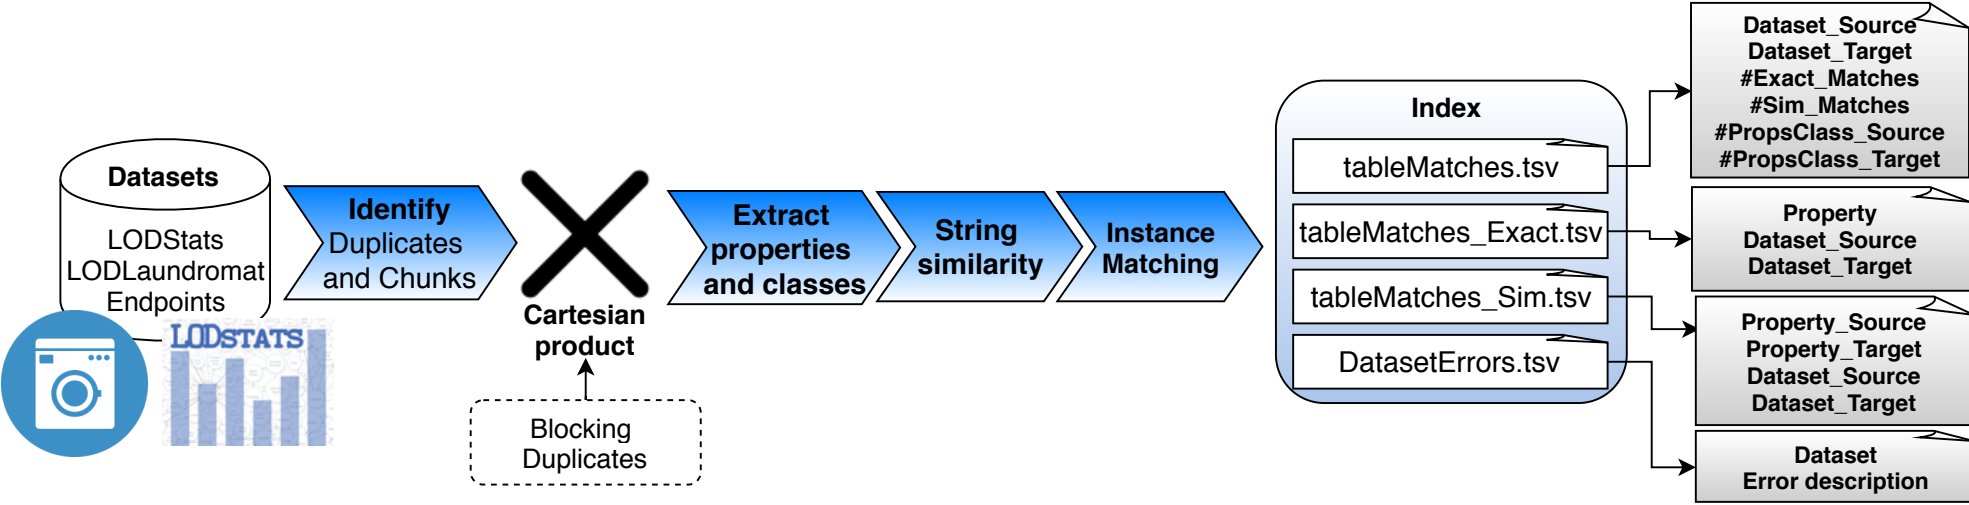 Datasets
LODStats
LODLaundromat
Endpoints
LODSTATS
Identify
Duplicates
and Chunks
Cartesian
product
Blocking
Duplicates
Extract
properties
and classes
String
similarity
Instance
Matching
Index
tableMatches.tsv
tableMatches_Exact.tsv
tableMatches_Sim.tsv
DatasetErrors.tsv
Dataset_Source
Dataset_Target
#Exact_Matches
#Sim_Matches
#PropsClass_Source
#PropsClass_Target
Property
Dataset_Source
Dataset_Target
Property_Source
Property_Target
Dataset_Source
Dataset_Target
Dataset
Error description